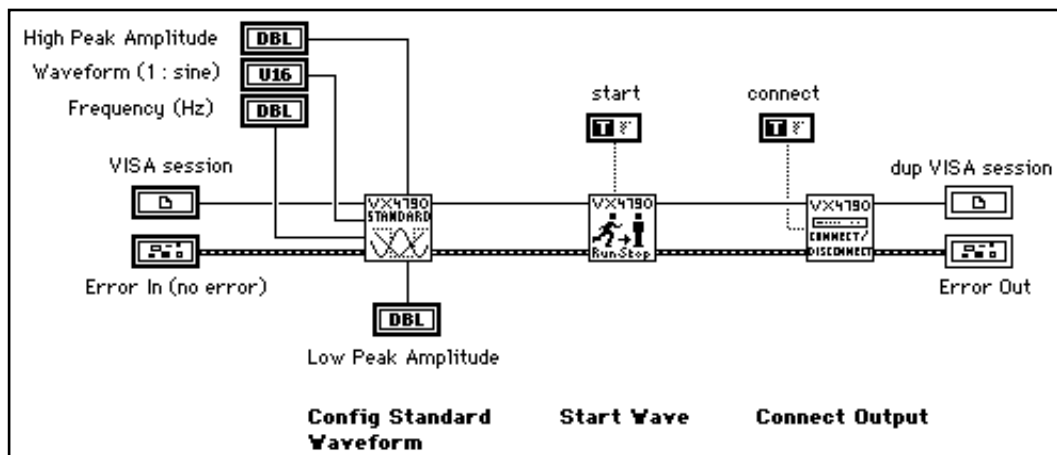 High Peak Amplitude
DBL
Waveform (1 : sine)
U16
Frequency (Hz)
DBL
start
connect
T
T
VISA session
dup VISA session
VX4790
STANDARD
VX4790
Run-Stop
VX4790
CONNECT/
DISCONNECT
Error In (no error)
Error Out
DBL
Low Peak Amplitude
Config Standard
Waveform
Start Wave
Connect Output